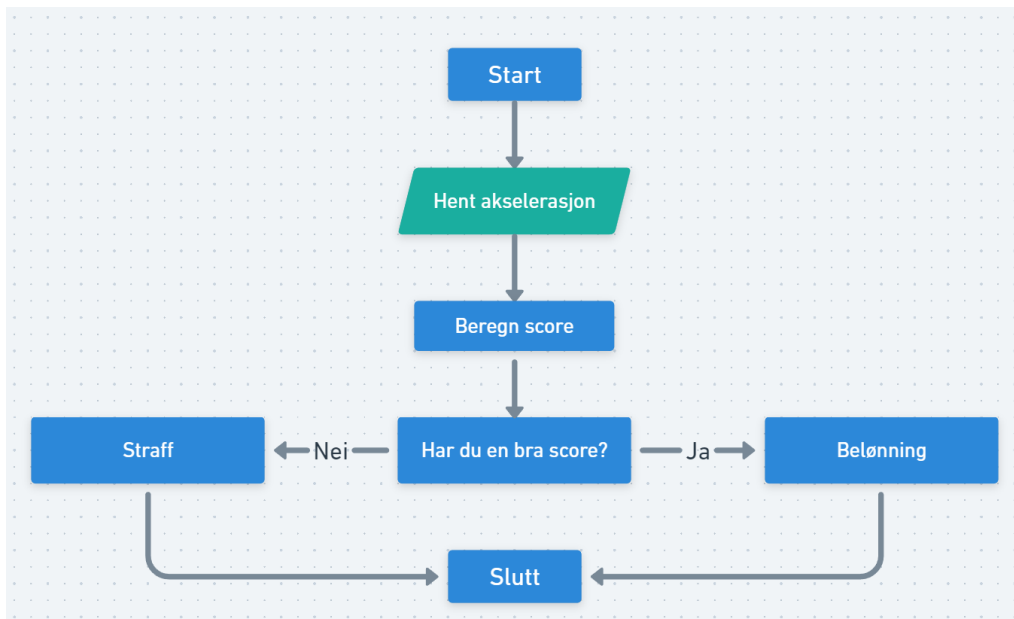 Start
Hent akselerasjon
Beregn score
Straff
Nei
Har du en bra score?
Ja
Belønning
Slutt